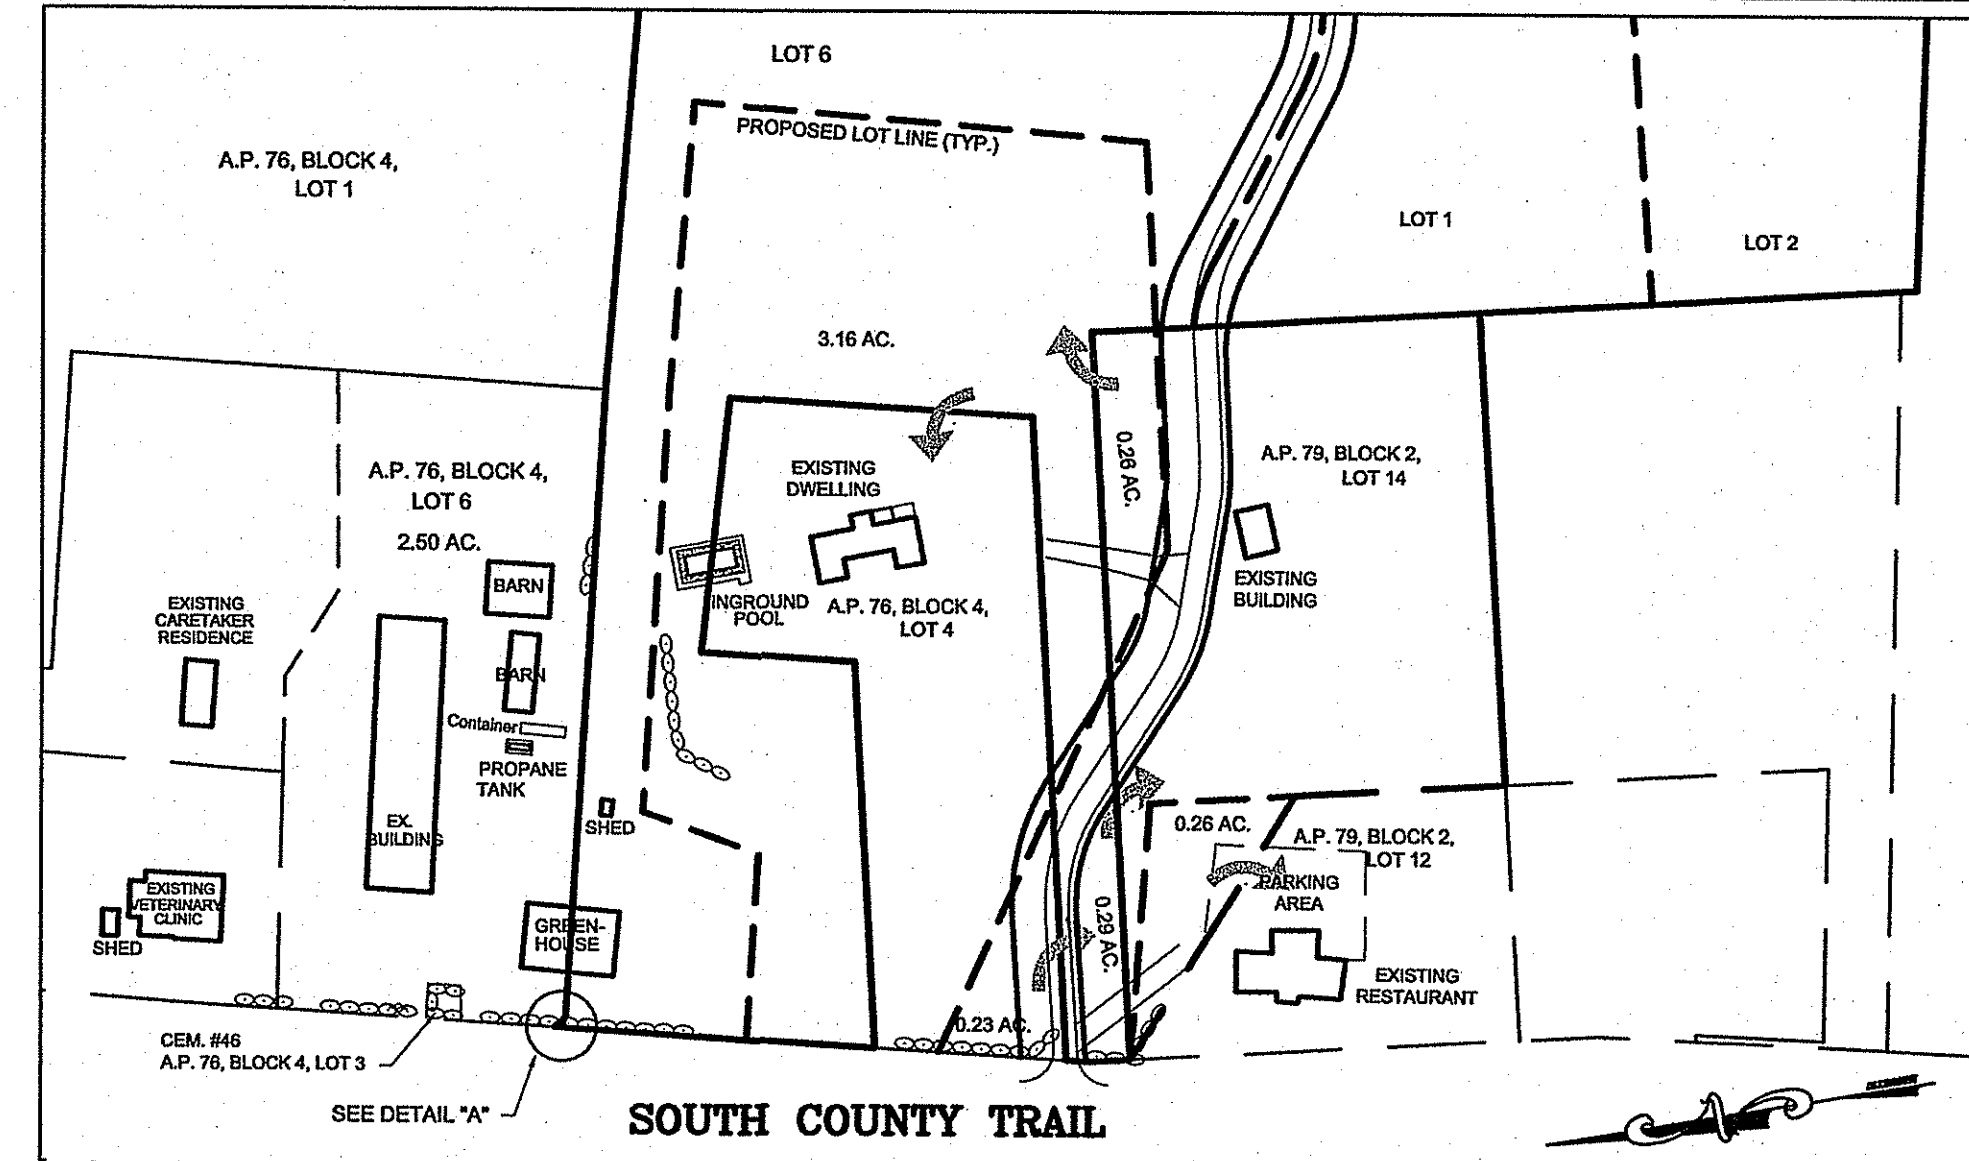 LOT 6
PROPOSED LOT LINE (TYP.)
A.P. 76, BLOCK 4,
LOT 1
LOT 1
LOT 2
3.16 AC.
0.26 AC.
A.P. 79, BLOCK 2,
LOT 14
A.P. 76, BLOCK 4,
LOT 6
2.50 AC.
EXISTING
DWELLING
BARN
INGROUND
POOL
A.P. 76, BLOCK 4,
LOT 4
EXISTING
BUILDING
EXISTING
CARETAKER
RESIDENCE
BARN
Container
PROPANE
TANK
EX.
BUILDING
SHED
0.26 AC.
A.P. 79, BLOCK 2,
LOT 12
PARKING
AREA
EXISTING
VETERINARY
CLINIC
SHED
GREEN-
HOUSE
0.29 AC.
EXISTING
RESTAURANT
0.23 AC.
CEM. #46
A.P. 76, BLOCK 4, LOT 3
SEE DETAIL "A"
SOUTH COUNTY TRAIL